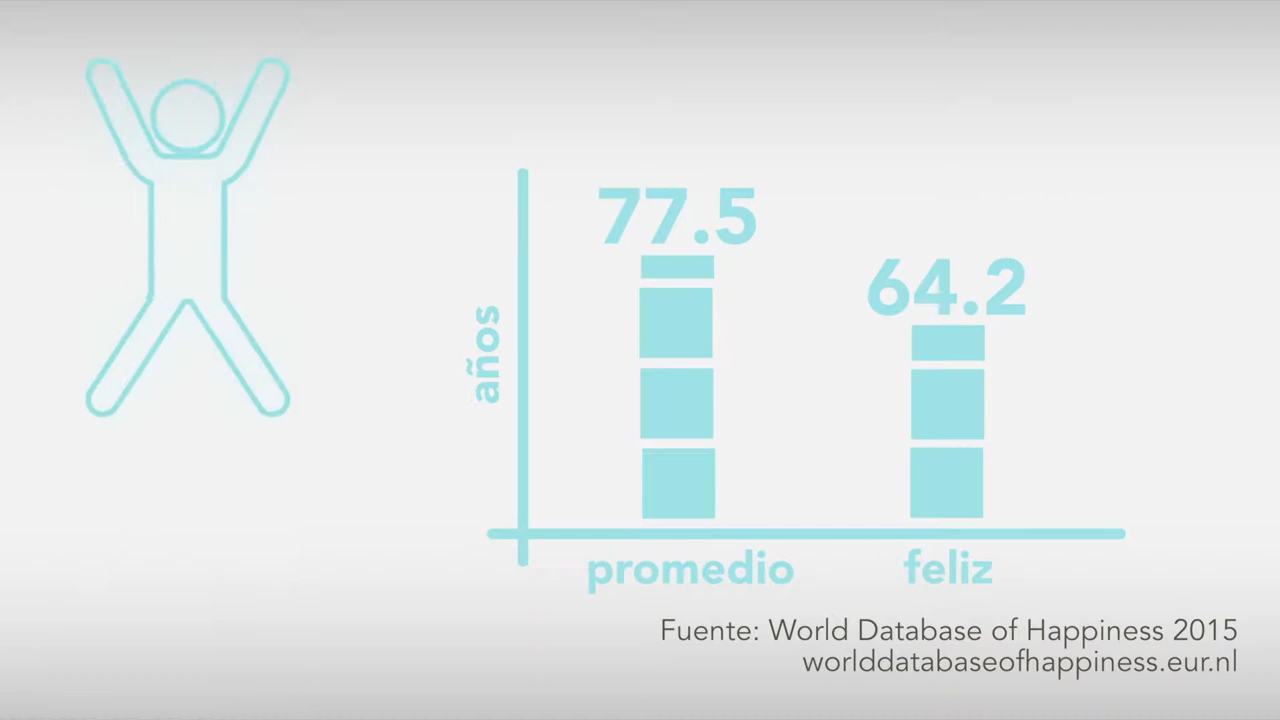 77.5
64.2
años
promedio
feliz
Fuente: World Database of Happiness 2015
worlddatabaseofhappiness.eur.nl